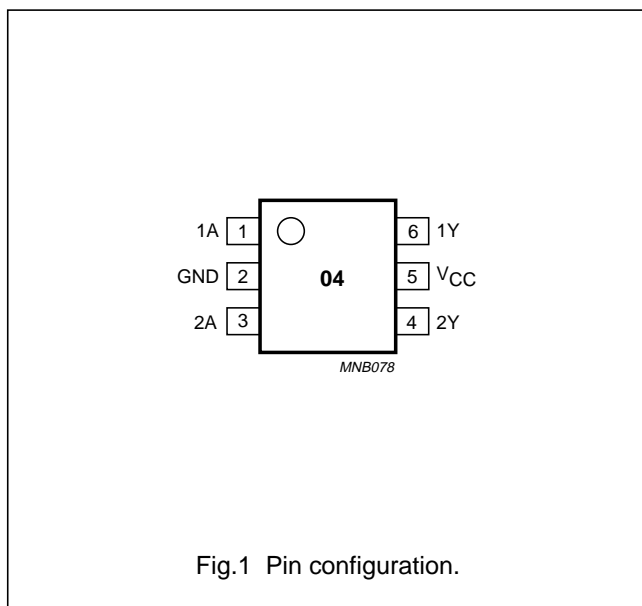 1A 1 6 1Y
GND 2 04 5 VCC
2A 3 4 2Y
MNB078
Fig.1 Pin configuration.